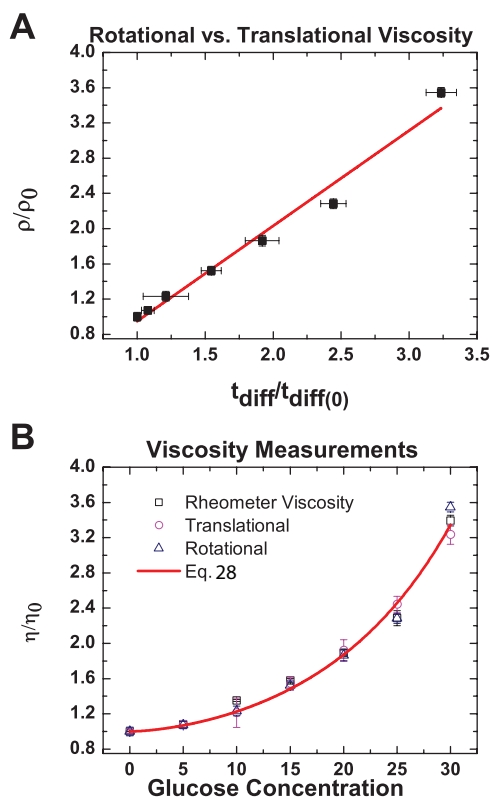 A
Rotational vs. Translational Viscosity
4.0
3.6
3.2
2.8
2.4
2.0
1.6
1.2
0.8
ρ/ρ0
1.0 1.5 2.0 2.5 3.0 3.5
tdiff/tdiff(0)
B
Viscosity Measurements
4.0
3.6
3.2
2.8
2.4
2.0
1.6
1.2
0.8
η/η0
Rheometer Viscosity
Translational
Rotational
Eq. 28
0 5 10 15 20 25 30
Glucose Concentration